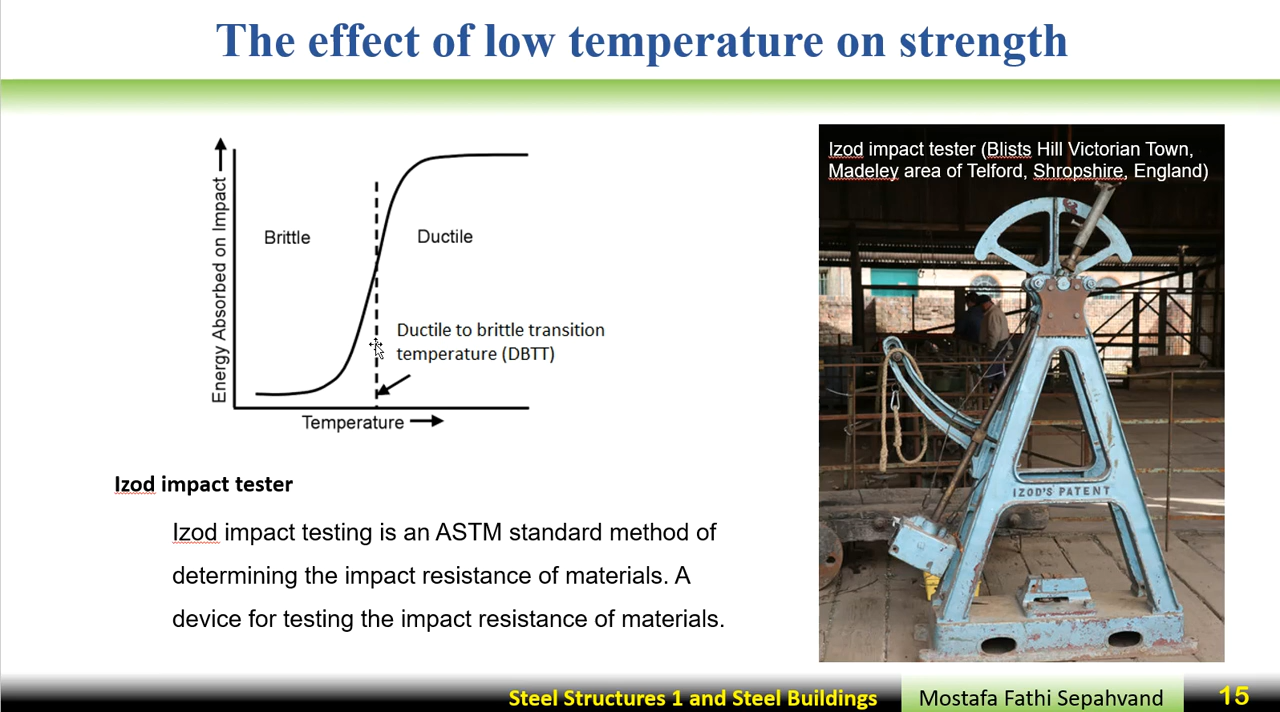 The effect of low temperature on strength
Energy Absorbed on Impact
Brittle
Ductile
Ductile to brittle transition
temperature (DBTT)
Temperature
Izod impact tester (Blists Hill Victorian Town,
Madeley area of Telford, Shropshire, England)
IZOD'S PATENT
Izod impact tester
Izod impact testing is an ASTM standard method of
determining the impact resistance of materials. A
device for testing the impact resistance of materials.
Steel Structures 1 and Steel Buildings
Mostafa Fathi Sepahvand
15